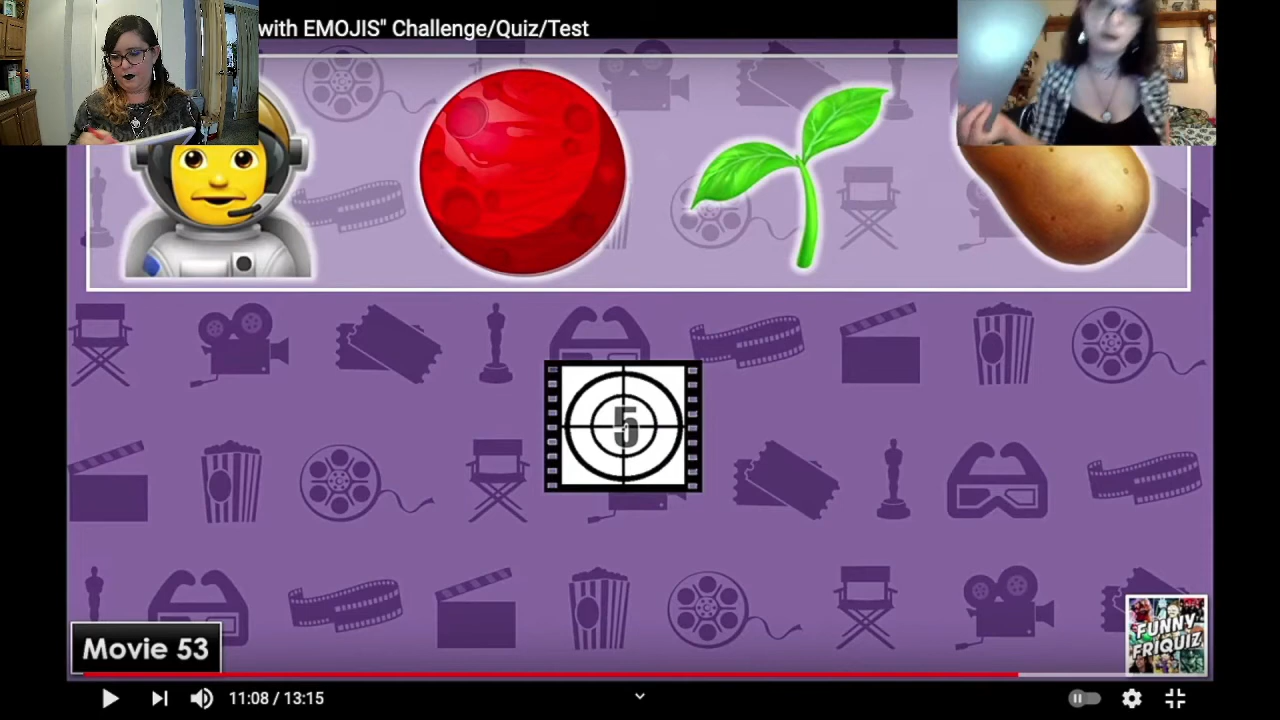 with EMOJIS" Challenge/Quiz/Test
5
Movie 53
FUNNY
FRIQUIZ
11:08 / 13:15